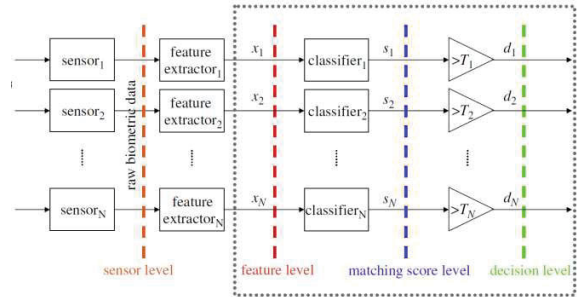 sensor1
feature
extractor1
x1
classifier1
s1
>T1
d1
sensor2
feature
extractor2
x2
classifier2
s2
>T2
d2
raw biometric data
sensorN
feature
extractorN
xN
classifierN
sN
>TN
dN
sensor level
feature level
matching score level
decision level